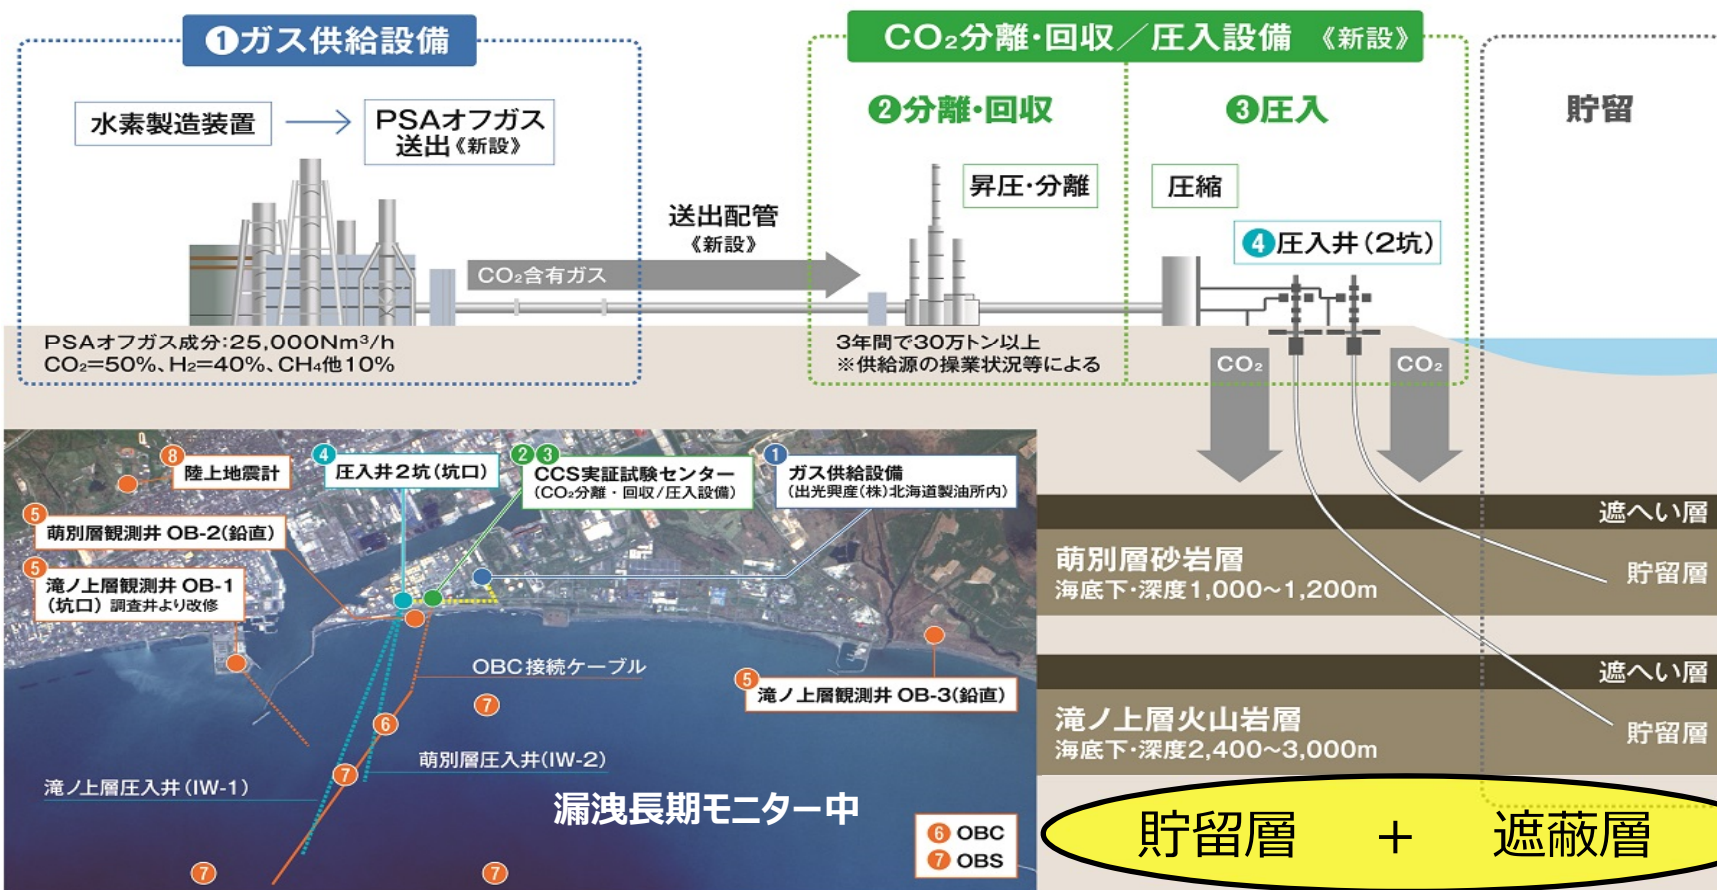 ❶ガス供給設備
水素製造装置
PSAオフガス
送出《新設》
CO₂含有ガス
送出配管
《新設》
PSAオフガス成分:25,000Nm³/h
CO₂=50%、H₂=40%、CH₄他10%
CO₂分離・回収／圧入設備 《新設》
❷分離・回収
昇圧・分離
3年間で30万トン以上
※供給源の操業状況等による
❸圧入
圧縮
❹圧入井(2坑)
CO₂
CO₂
貯留
遮へい層
萌別層砂岩層
海底下・深度1,000〜1,200m
貯留層
遮へい層
滝ノ上層火山岩層
海底下・深度2,400〜3,000m
貯留層
貯留層 + 遮蔽層
8
陸上地震計
4
圧入井2坑(坑口)
2 3
CCS実証試験センター
(CO₂分離・回収/圧入設備)
1
ガス供給設備
(出光興産(株)北海道製油所内)
5
萌別層観測井 OB-2(鉛直)
5
滝ノ上層観測井 OB-1
(坑口) 調査井より改修
OBC接続ケーブル
5
滝ノ上層観測井 OB-3(鉛直)
7
6
7
萌別層圧入井(IW-2)
滝ノ上層圧入井(IW-1)
漏洩長期モニター中
7
7
6 OBC
7 OBS